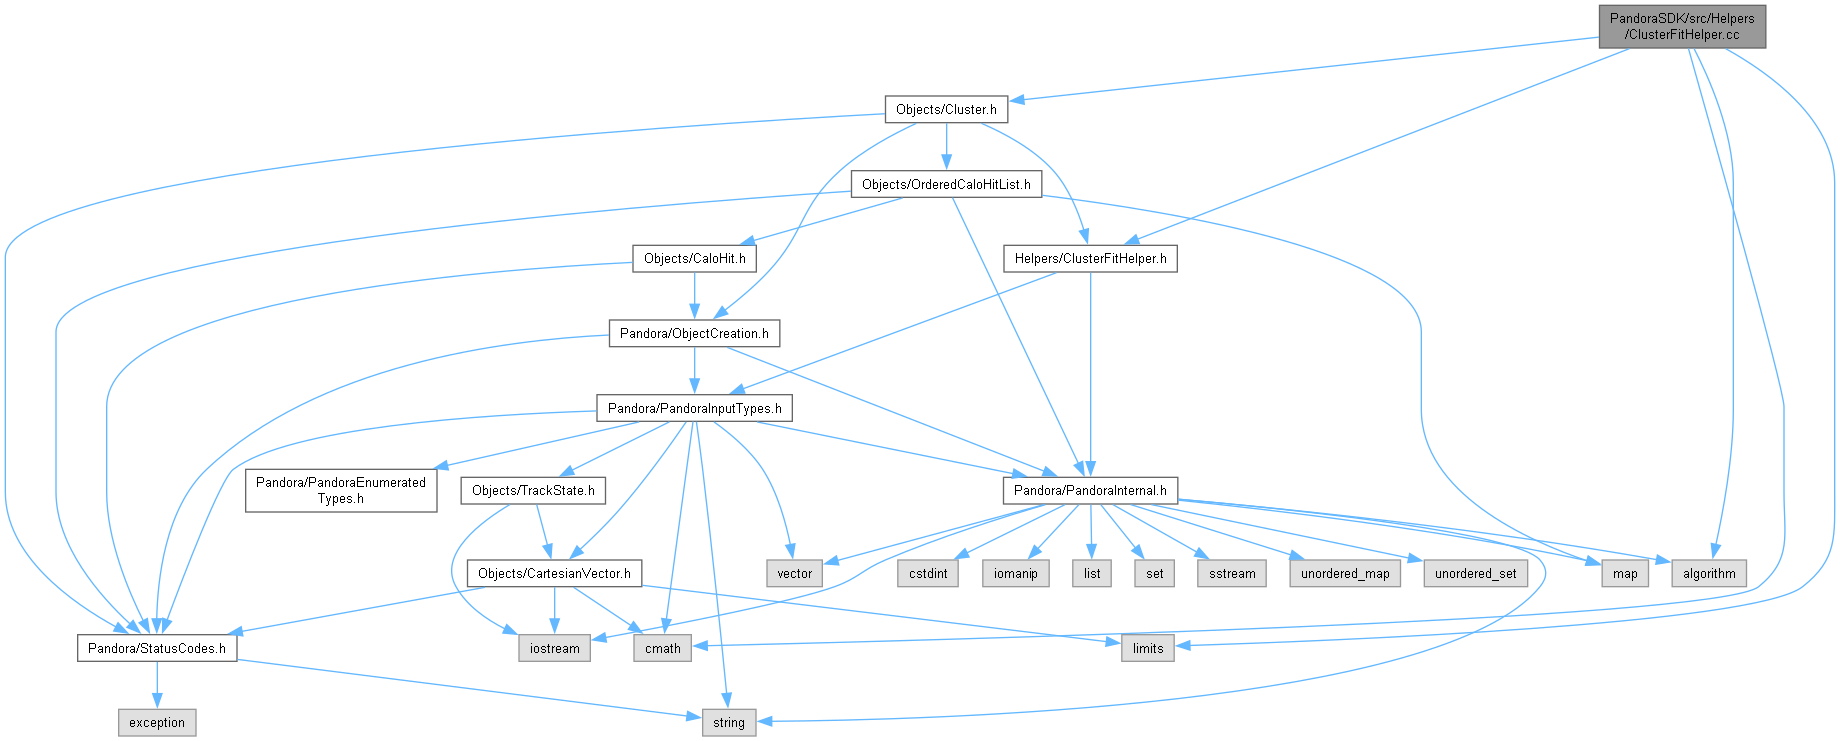 PandoraSDK/src/Helpers
/ClusterFitHelper.cc
Objects/Cluster.h
Objects/OrderedCaloHitList.h
Objects/CaloHit.h
Helpers/ClusterFitHelper.h
Pandora/ObjectCreation.h
Pandora/PandoraInputTypes.h
Pandora/PandoraEnumerated
Types.h
Objects/TrackState.h
Pandora/PandoraInternal.h
Objects/CartesianVector.h
vector
cstdint
iomanip
list
set
sstream
unordered_map
unordered_set
map
algorithm
Pandora/StatusCodes.h
iostream
cmath
limits
exception
string